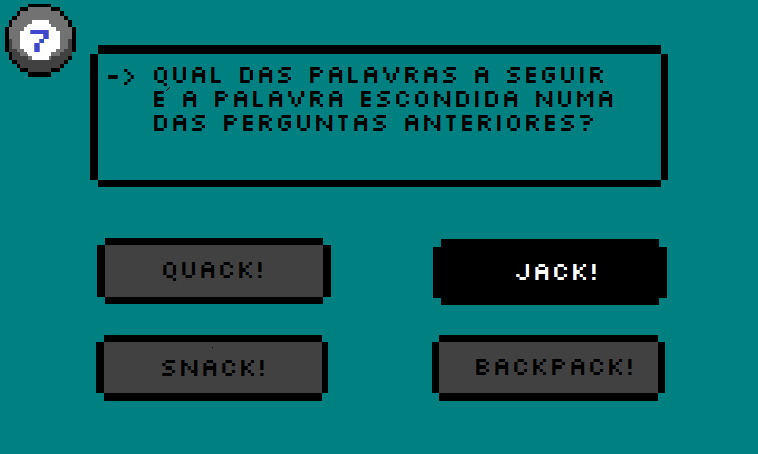 7
-> QUAL DAS PALAVRAS A SEGUIR
É A PALAVRA ESCONDIDA NUMA
DAS PERGUNTAS ANTERIORES?
QUACK!
JACK!
SNACK!
BACKPACK!